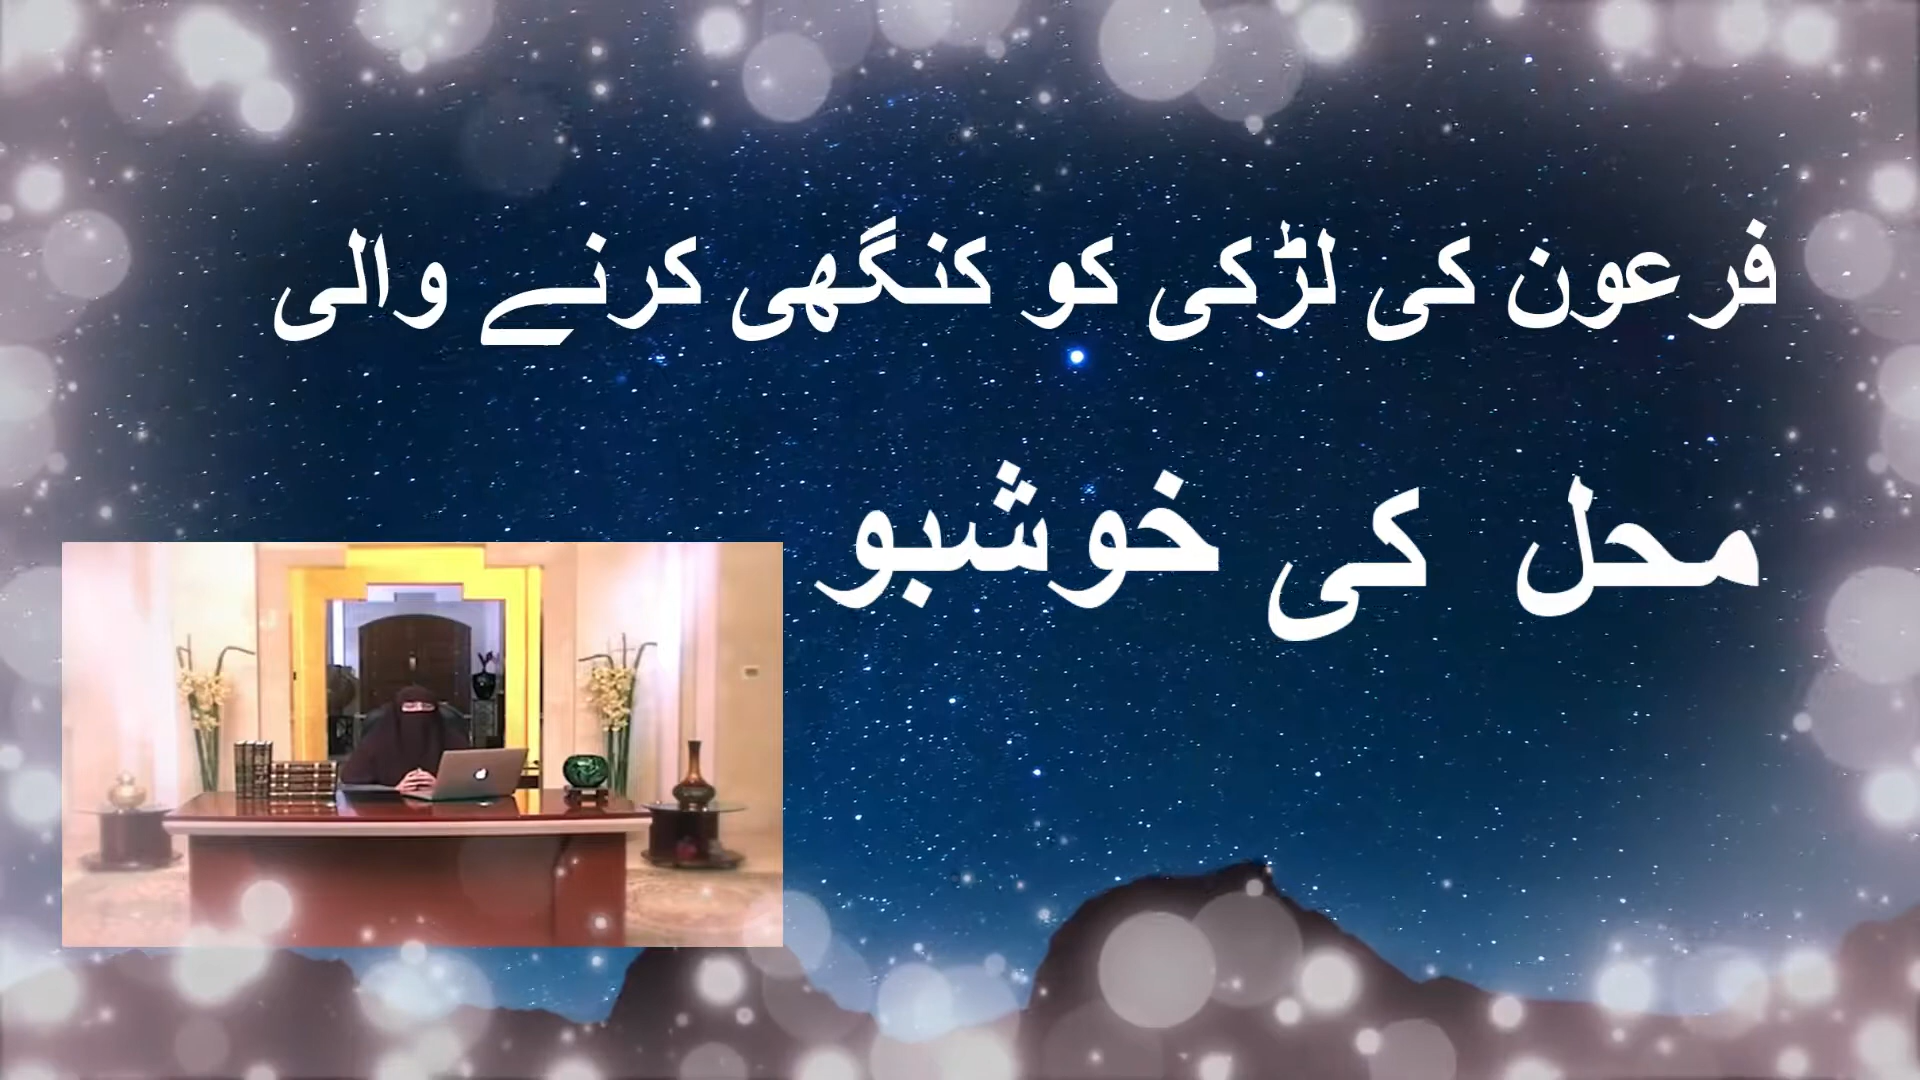 فرعون کی لڑکی کو کنگھی کرنے والی
محل کی خوشبو